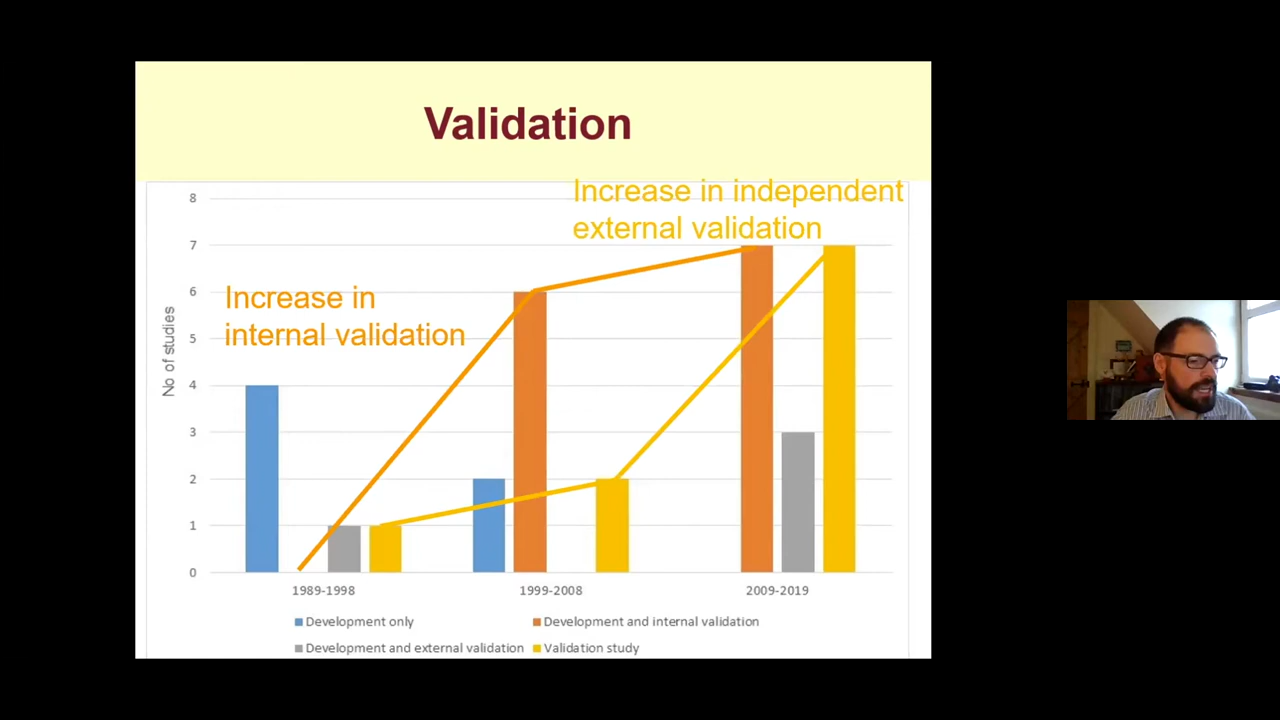 Validation
Increase in independent
external validation
Increase in
internal validation
No of studies
8
7
6
5
4
3
2
1
0
1989-1998 1999-2008 2009-2019
Development only Development and internal validation
Development and external validation Validation study